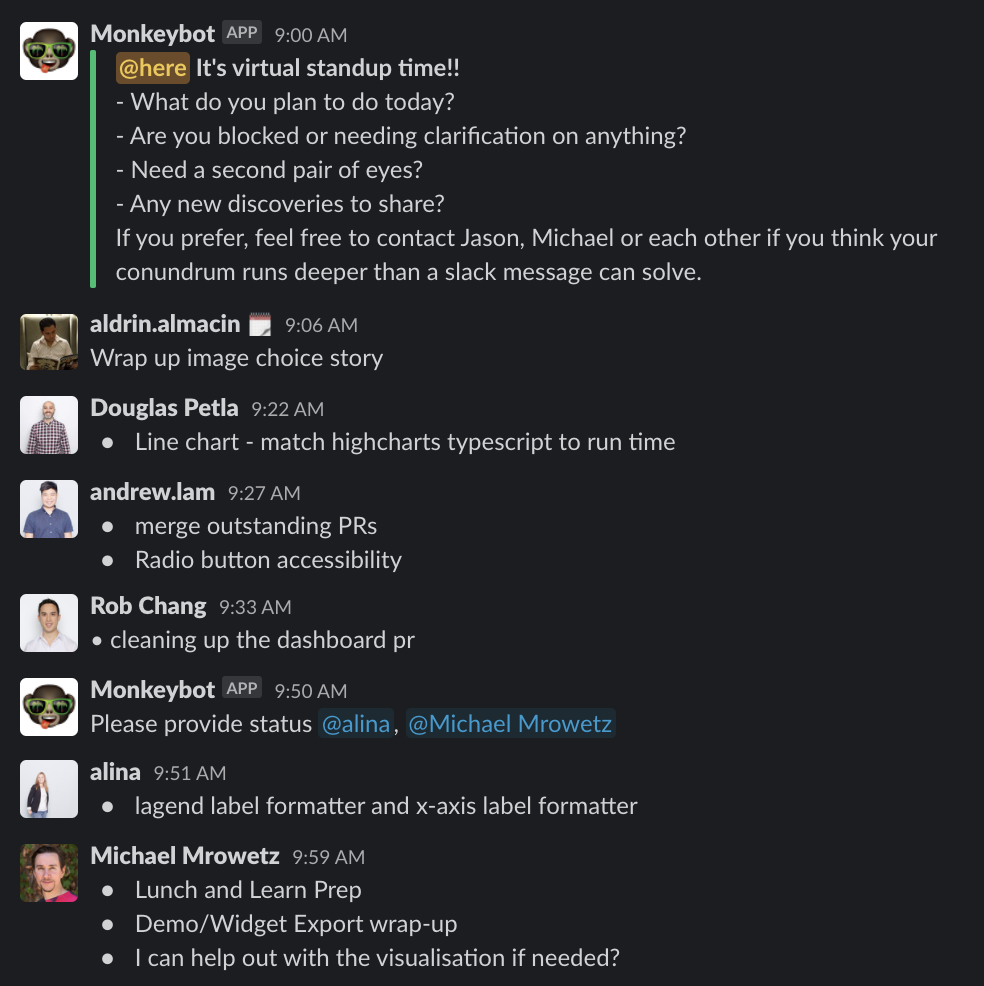 Monkeybot APP 9:00 AM
@here It's virtual standup time!!
- What do you plan to do today?
- Are you blocked or needing clarification on anything?
- Need a second pair of eyes?
- Any new discoveries to share?
If you prefer, feel free to contact Jason, Michael or each other if you think your
conundrum runs deeper than a slack message can solve.
aldrin.almacin 9:06 AM
Wrap up image choice story
Douglas Petla 9:22 AM
• Line chart - match highcharts typescript to run time
andrew.lam 9:27 AM
• merge outstanding PRs
• Radio button accessibility
Rob Chang 9:33 AM
• cleaning up the dashboard pr
Monkeybot APP 9:50 AM
Please provide status @alina, @Michael Mrowetz
alina 9:51 AM
• lagend label formatter and x-axis label formatter
Michael Mrowetz 9:59 AM
• Lunch and Learn Prep
• Demo/Widget Export wrap-up
• I can help out with the visualisation if needed?